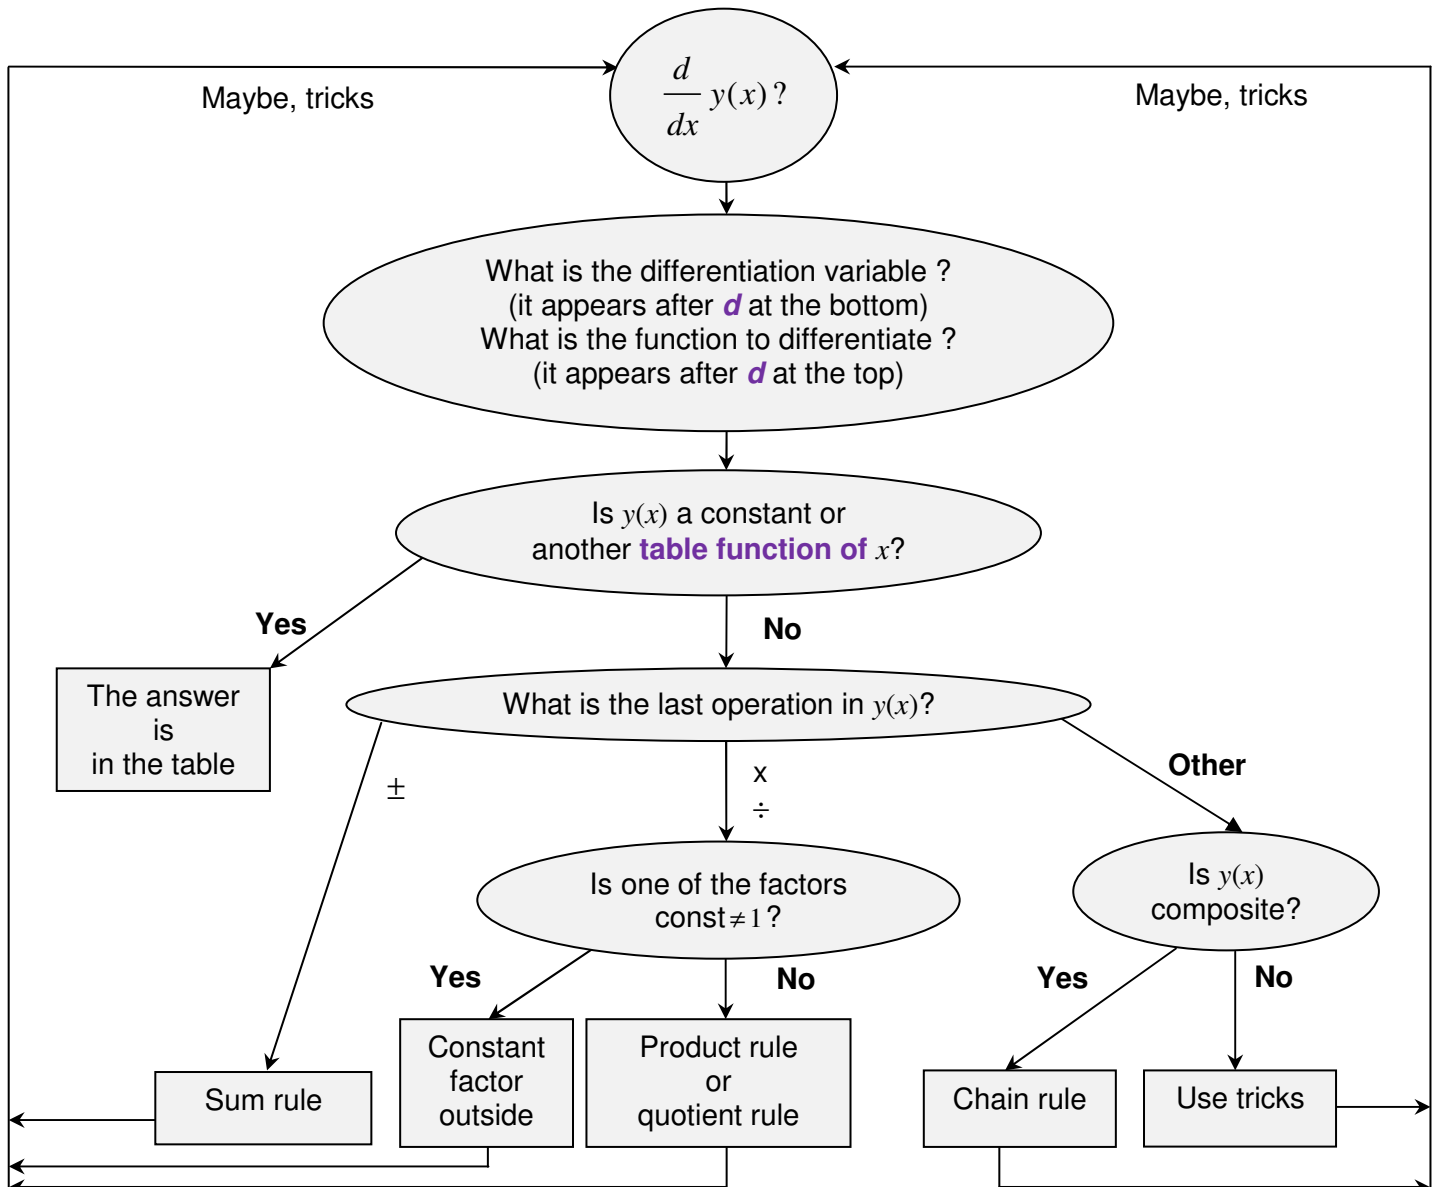 d/dx y(x) ?
Maybe, tricks
Maybe, tricks
What is the differentiation variable ?
(it appears after d at the bottom)
What is the function to differentiate ?
(it appears after d at the top)
Is y(x) a constant or
another table function of x?
Yes
No
The answer
is
in the table
What is the last operation in y(x)?
±
x
÷
Other
Is one of the factors
const≠1?
Is y(x)
composite?
Yes
No
Yes
No
Sum rule
Constant
factor
outside
Product rule
or
quotient rule
Chain rule
Use tricks